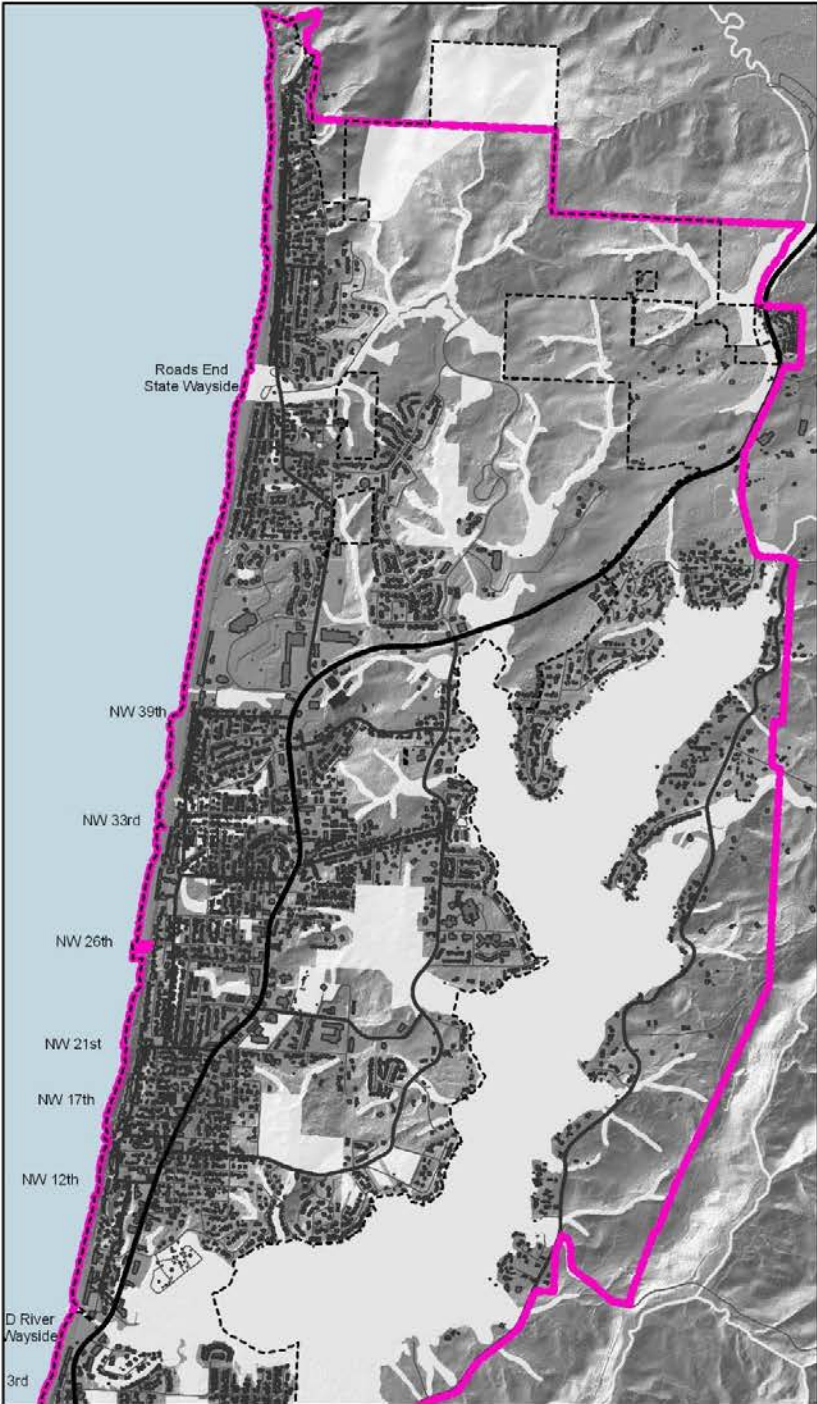 Roads End
State Wayside
NW 39th
NW 33rd
NW 26th
NW 21st
NW 17th
NW 12th
D River
Wayside
3rd